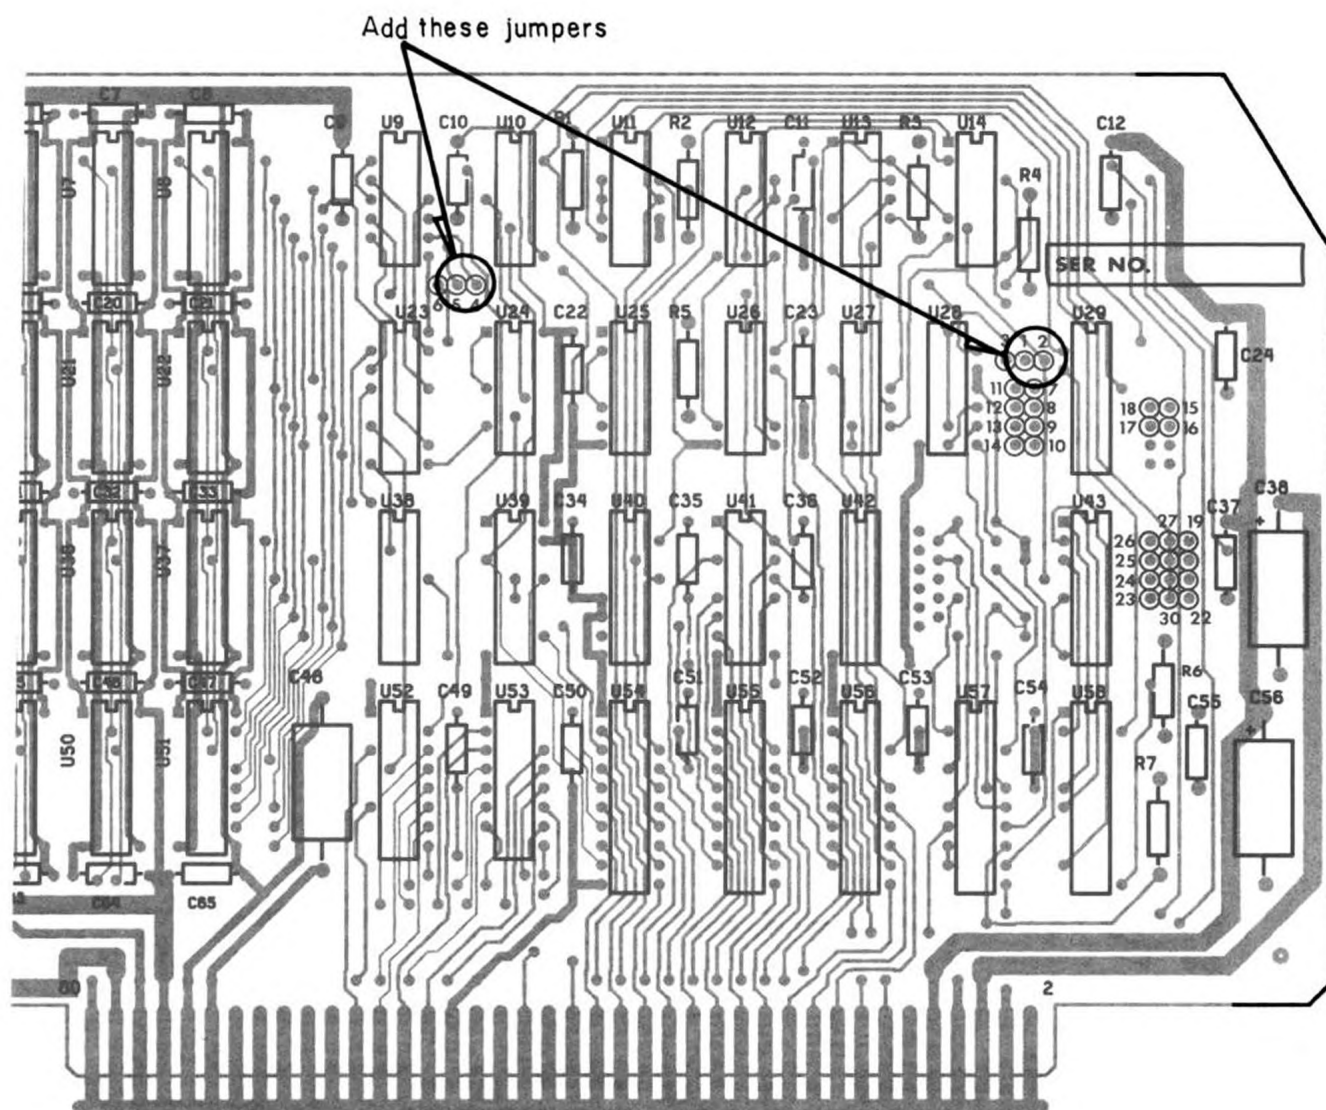 Add these jumpers
C7 C8
C9 U9 C10 U10 R1 U11 R2 U12 C11 U13 R3 U14 C12
U7 U8 R4
SER NO.
C20 C21 6 5 4
U23 U24 C22 U25 R5 U26 C23 U27 U28 3 1 2 U29
U21 U22 C24
11 7
12 8 18 15
13 9 17 16
14 10
C32 C33
U38 U39 C34 U40 C35 U41 C36 U42 U43 C37 C38
27 19
26
25
24
23
30 22
U36 U37
C46 C47 C48
R6
U52 C49 U53 C50 U54 C51 U55 C52 U56 C53 U57 C54 U58 C55 C56
U50 U51 R7
C64 C65
60 2